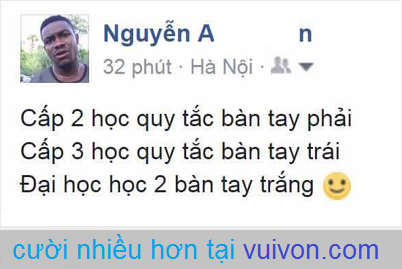 Nguyễn A n
32 phút · Hà Nội ·
Cấp 2 học quy tắc bàn tay phải
Cấp 3 học quy tắc bàn tay trái
Đại học học 2 bàn tay trắng
cười nhiều hơn tại vuivon.com